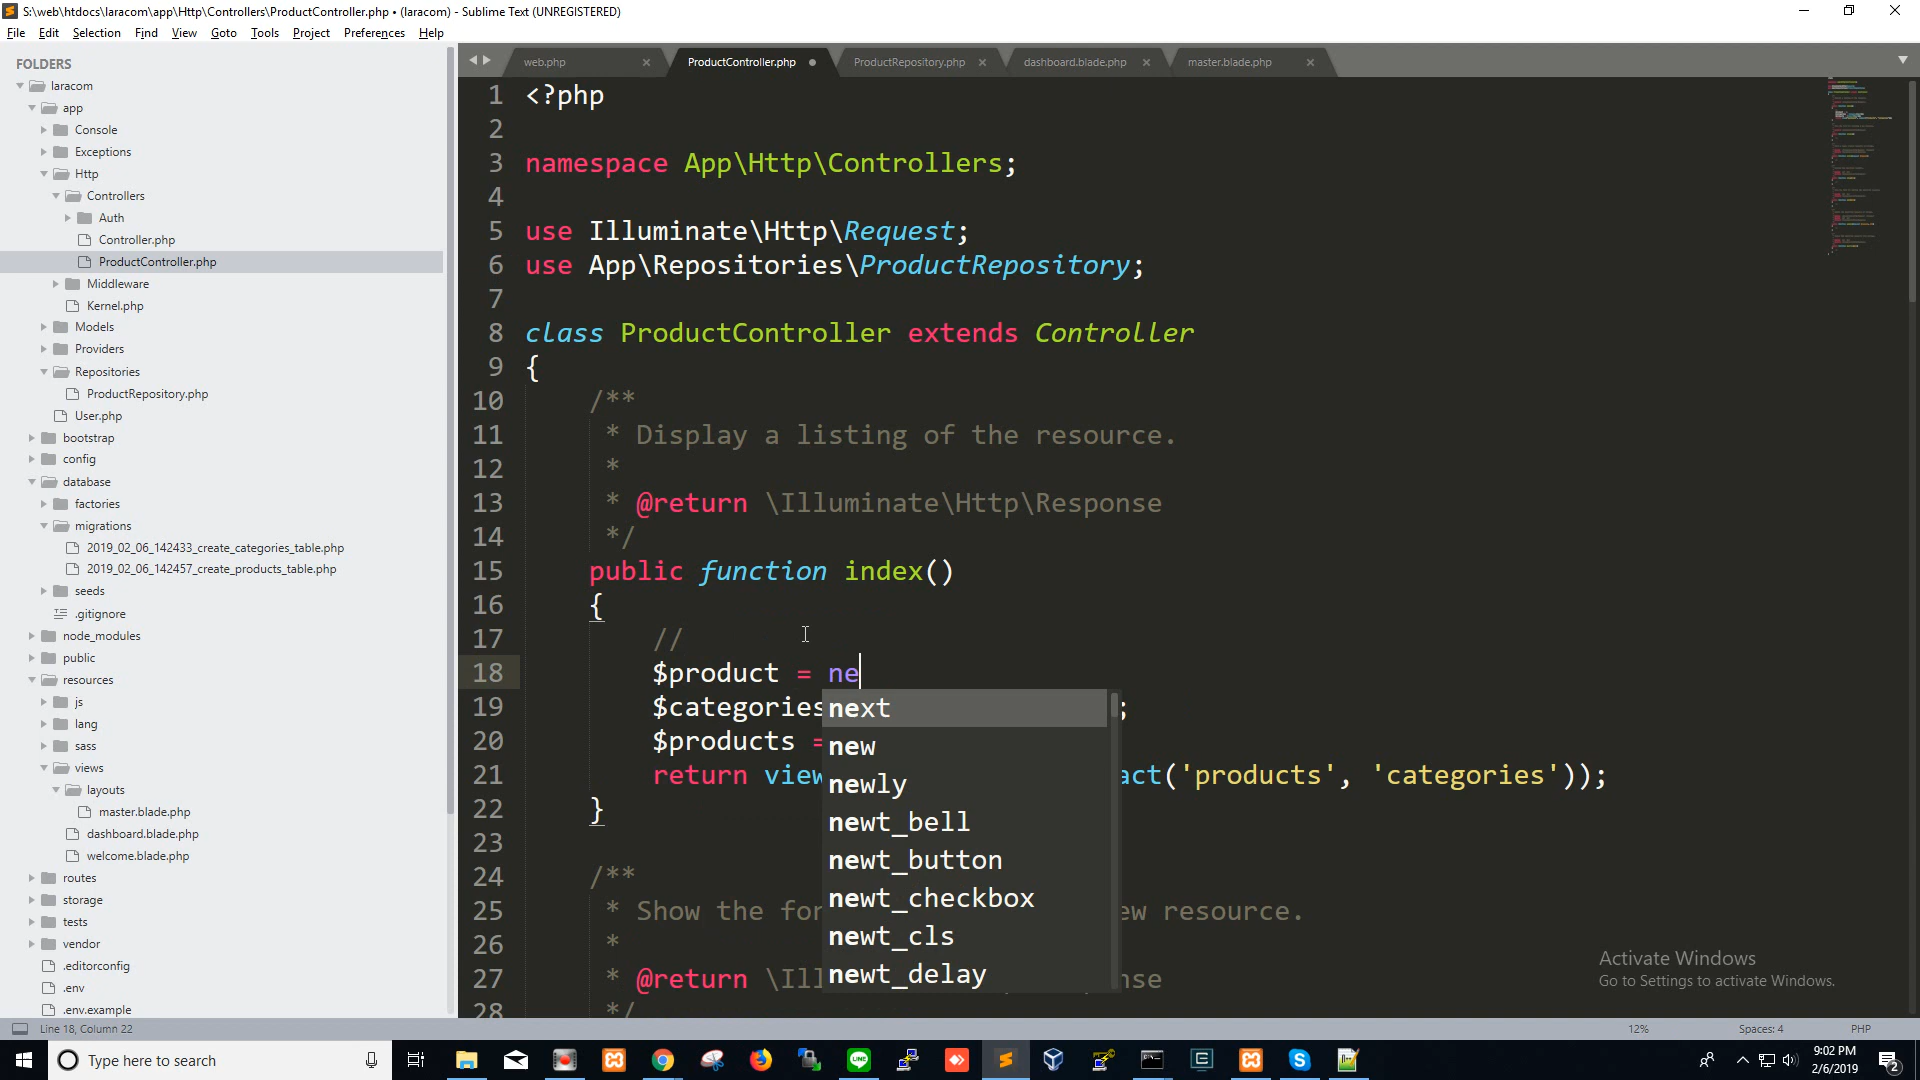 S:\web\htdocs\laracom\app\Http\Controllers\ProductController.php • (laracom) - Sublime Text (UNREGISTERED)
File Edit Selection Find View Goto Tools Project Preferences Help
FOLDERS
laracom
app
Console
Exceptions
Http
Controllers
Auth
Controller.php
ProductController.php
Middleware
Kernel.php
Models
Providers
Repositories
ProductRepository.php
User.php
bootstrap
config
database
factories
migrations
2019_02_06_142433_create_categories_table.php
2019_02_06_142457_create_products_table.php
seeds
.gitignore
node_modules
public
resources
js
lang
sass
views
layouts
master.blade.php
dashboard.blade.php
welcome.blade.php
routes
storage
tests
vendor
.editorconfig
.env
.env.example
web.php ProductController.php ProductRepository.php dashboard.blade.php master.blade.php
1 <?php
2
3 namespace App\Http\Controllers;
4
5 use Illuminate\Http\Request;
6 use App\Repositories\ProductRepository;
7
8 class ProductController extends Controller
9 {
10 /**
11 * Display a listing of the resource.
12 *
13 * @return \Illuminate\Http\Response
14 */
15 public function index()
16 {
17 //
18 $product = ne
19 $categories ;
20 $products =
21 return view act('products', 'categories'));
22 }
23
24 /**
25 * Show the for ew resource.
26 *
27 * @return \Ill onse
28 */
next
new
newly
newt_bell
newt_button
newt_checkbox
newt_cls
newt_delay
Activate Windows
Go to Settings to activate Windows.
Line 18, Column 22 12% Spaces: 4 PHP
Type here to search
9:02 PM
2/6/2019
2